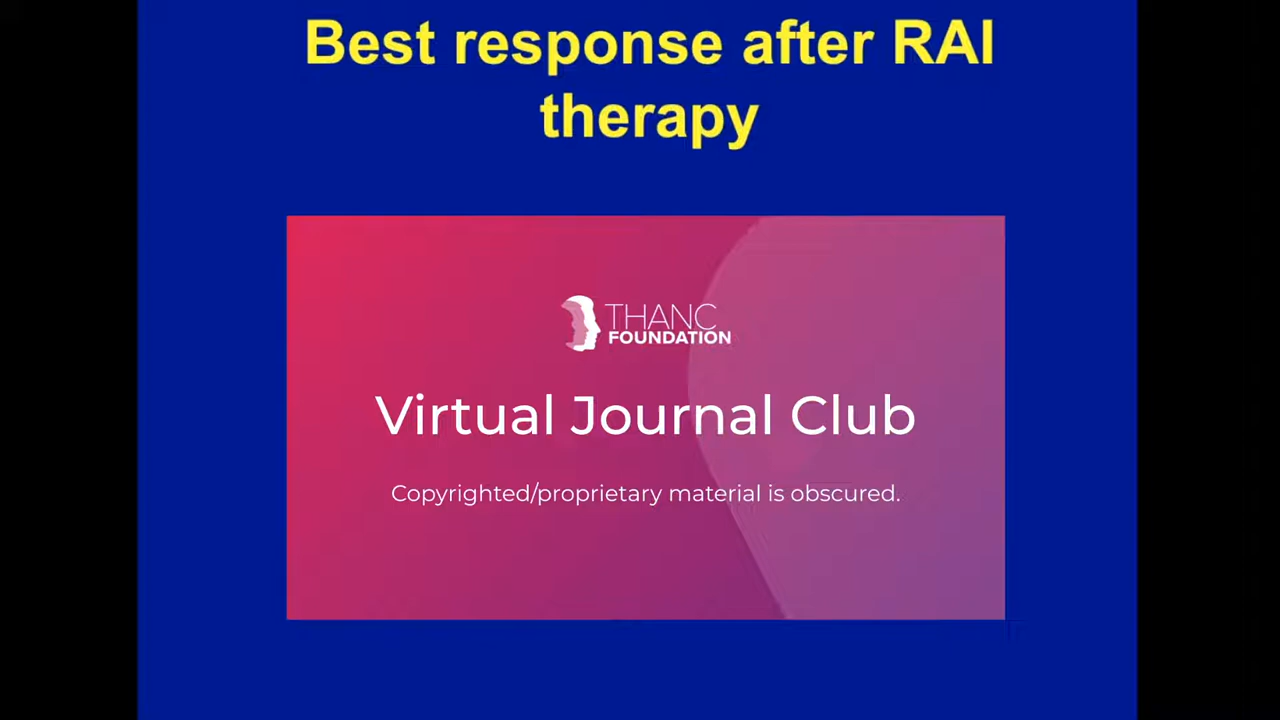 Best response after RAI
therapy
THANC
FOUNDATION
Virtual Journal Club
Copyrighted/proprietary material is obscured.